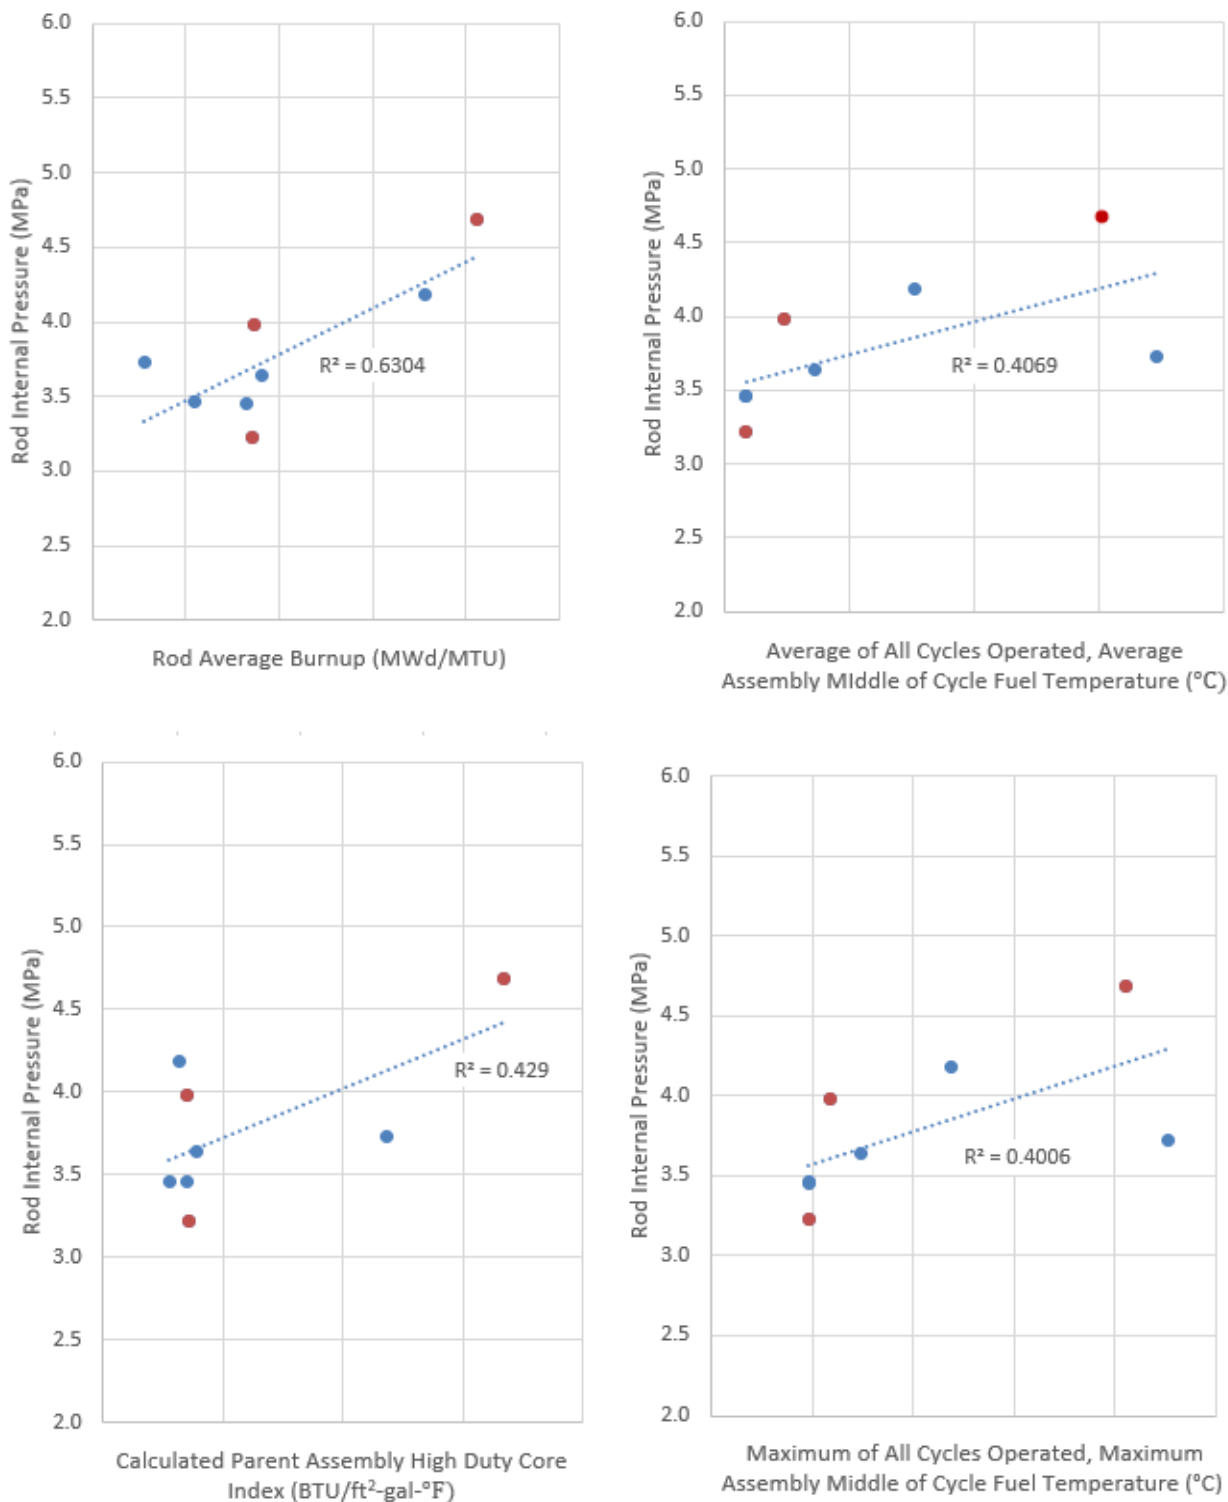 6.0
5.5
5.0
4.5
4.0
3.5
3.0
2.5
2.0
Rod Internal Pressure (MPa)
R² = 0.6304
Rod Average Burnup (MWd/MTU)
6.0
5.5
5.0
4.5
4.0
3.5
3.0
2.5
2.0
Rod Internal Pressure (MPa)
R² = 0.4069
Average of All Cycles Operated, Average
Assembly MIddle of Cycle Fuel Temperature (°C)
6.0
5.5
5.0
4.5
4.0
3.5
3.0
2.5
2.0
Rod Internal Pressure (MPa)
R² = 0.429
Calculated Parent Assembly High Duty Core
Index (BTU/ft²-gal-°F)
6.0
5.5
5.0
4.5
4.0
3.5
3.0
2.5
2.0
Rod Internal Pressure (MPa)
R² = 0.4006
Maximum of All Cycles Operated, Maximum
Assembly Middle of Cycle Fuel Temperature (°C)